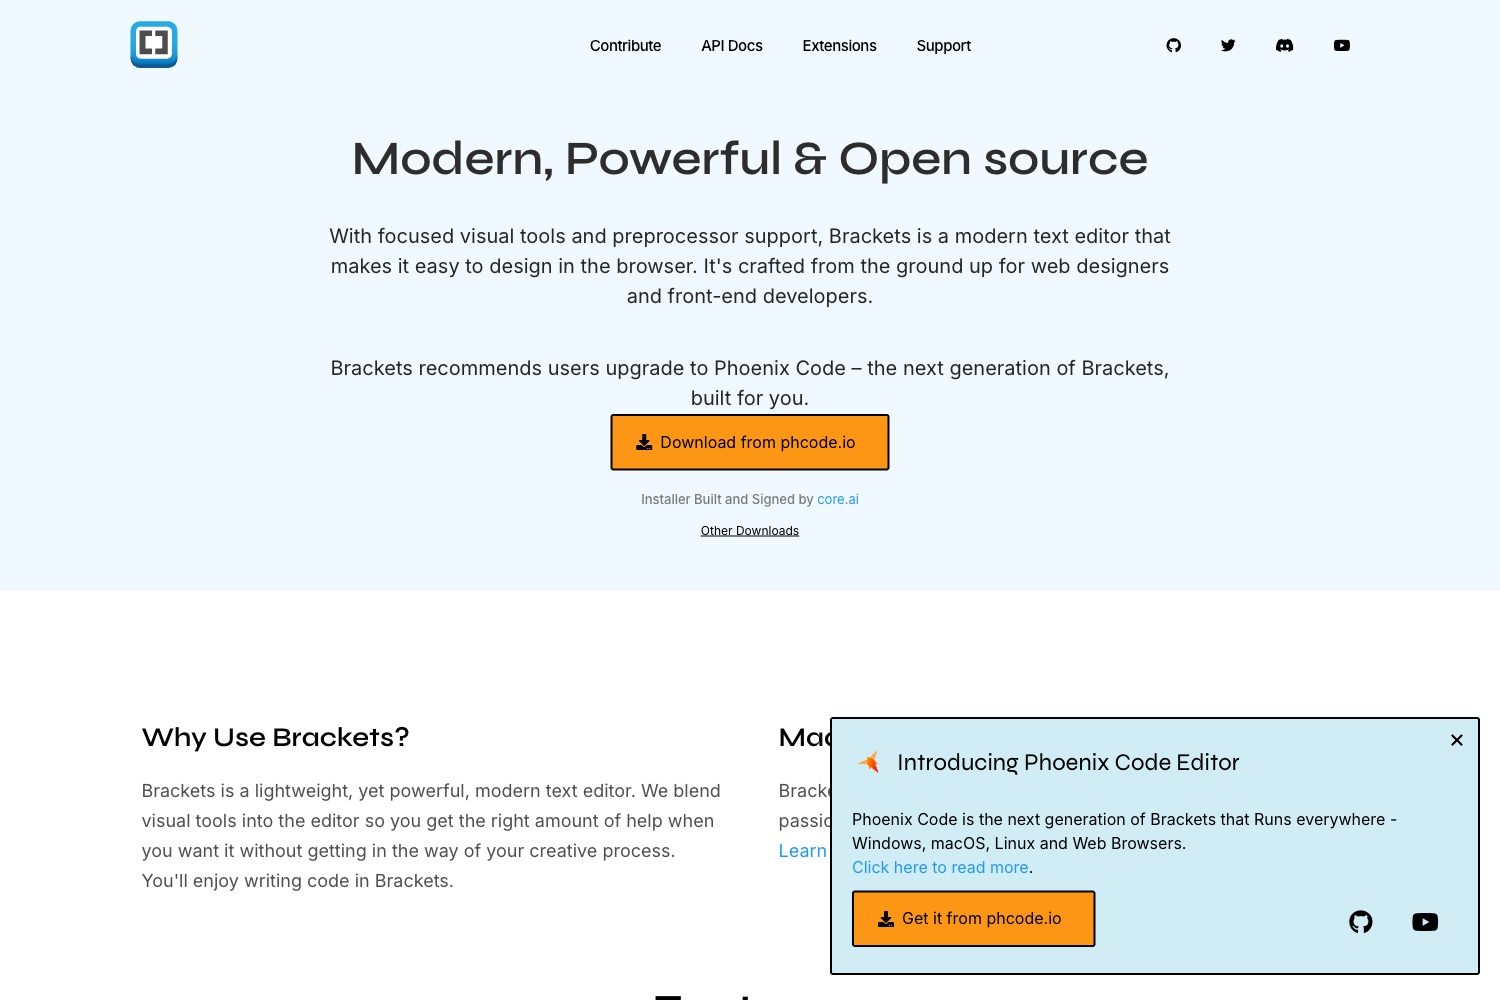 Contribute API Docs Extensions Support
Modern, Powerful & Open source
With focused visual tools and preprocessor support, Brackets is a modern text editor that
makes it easy to design in the browser. It's crafted from the ground up for web designers
and front-end developers.
Brackets recommends users upgrade to Phoenix Code – the next generation of Brackets,
built for you.
Download from phcode.io
Installer Built and Signed by core.ai
Other Downloads
Why Use Brackets?
Brackets is a lightweight, yet powerful, modern text editor. We blend
visual tools into the editor so you get the right amount of help when
you want it without getting in the way of your creative process.
You'll enjoy writing code in Brackets.
Learn
Introducing Phoenix Code Editor
Phoenix Code is the next generation of Brackets that Runs everywhere -
Windows, macOS, Linux and Web Browsers.
Click here to read more.
Get it from phcode.io